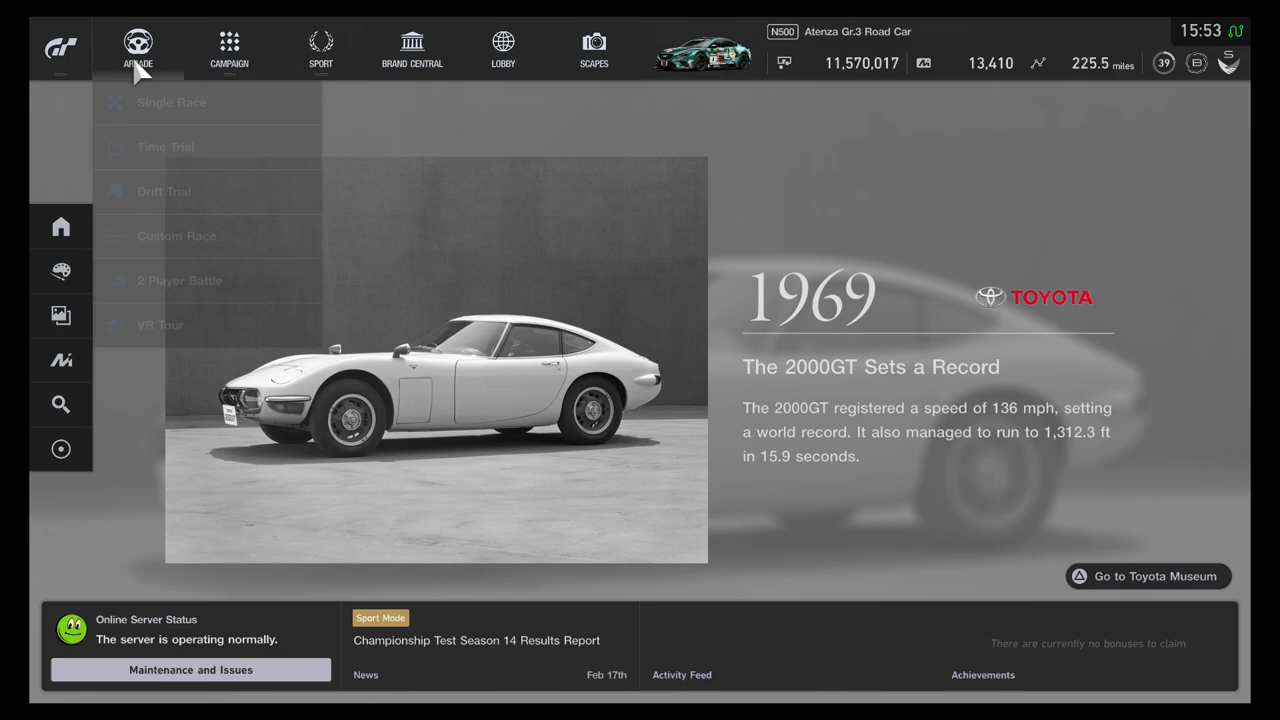 15:53
ARCADE
CAMPAIGN
SPORT
BRAND CENTRAL
LOBBY
SCAPES
N500 Atenza Gr.3 Road Car
11,570,017
13,410
225.5 miles
39
B
S
Single Race
Time Trial
Drift Trial
Custom Race
2 Player Battle
VR Tour
1969
TOYOTA
The 2000GT Sets a Record
The 2000GT registered a speed of 136 mph, setting
a world record. It also managed to run to 1,312.3 ft
in 15.9 seconds.
Go to Toyota Museum
Online Server Status
The server is operating normally.
Maintenance and Issues
Sport Mode
Championship Test Season 14 Results Report
News
Feb 17th
Activity Feed
There are currently no bonuses to claim
Achievements